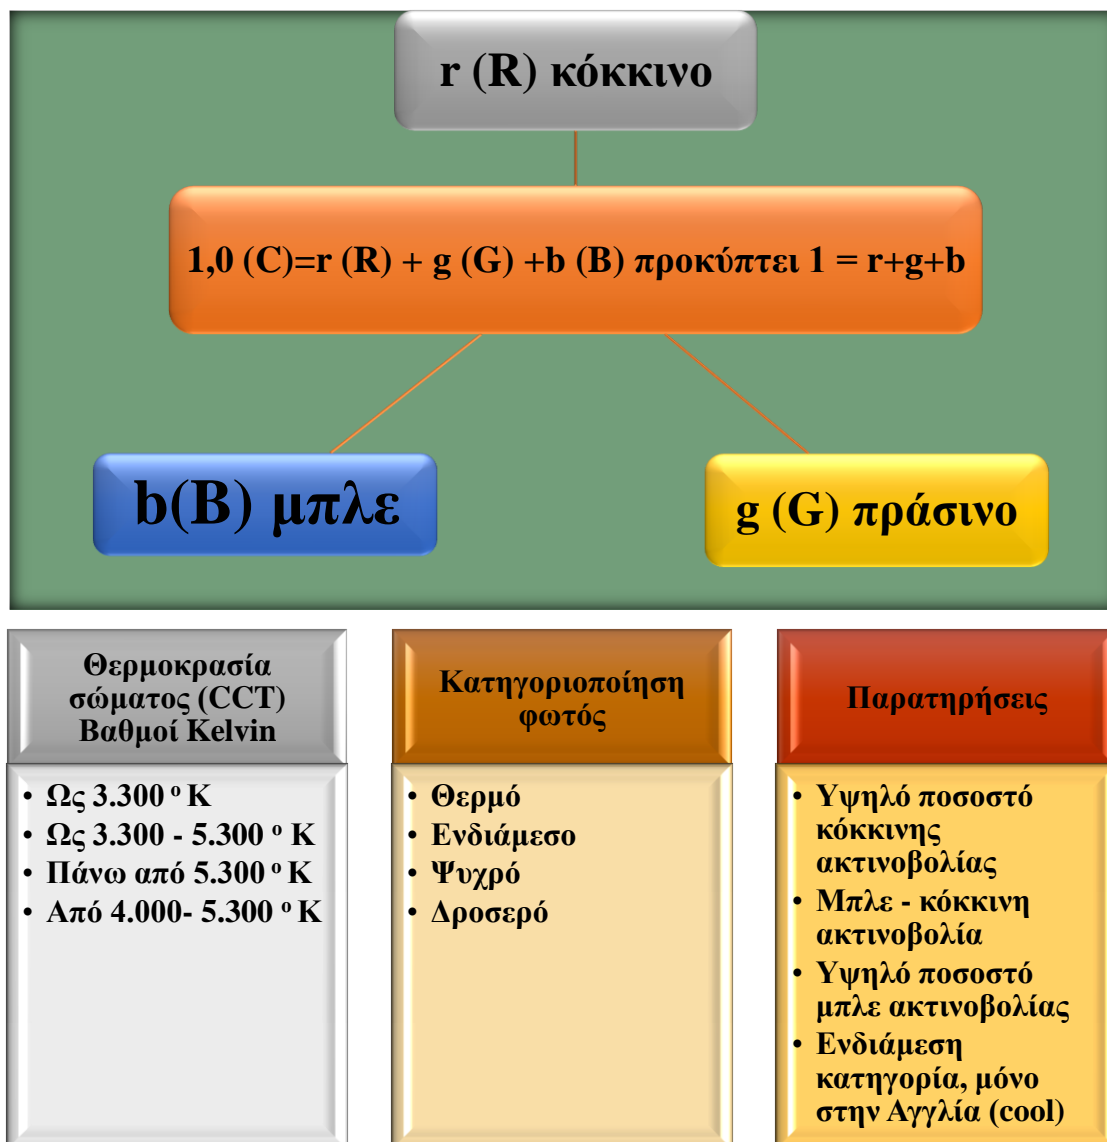 r (R) κόκκινο
1,0 (C)=r (R) + g (G) +b (B) προκύπτει 1 = r+g+b
b(B) μπλε
g (G) πράσινο
Θερμοκρασία
σώματος (CCT)
Βαθμοί Kelvin
• Ως 3.300 ᵒ K
• Ως 3.300 - 5.300 ᵒ K
• Πάνω από 5.300 ᵒ K
• Από 4.000- 5.300 ᵒ K
Κατηγοριοποίηση
φωτός
• Θερμό
• Ενδιάμεσο
• Ψυχρό
• Δροσερό
Παρατηρήσεις
• Υψηλό ποσοστό
κόκκινης
ακτινοβολίας
• Μπλε - κόκκινη
ακτινοβολία
• Υψηλό ποσοστό
μπλε ακτινοβολίας
• Ενδιάμεση
κατηγορία, μόνο
στην Αγγλία (cool)